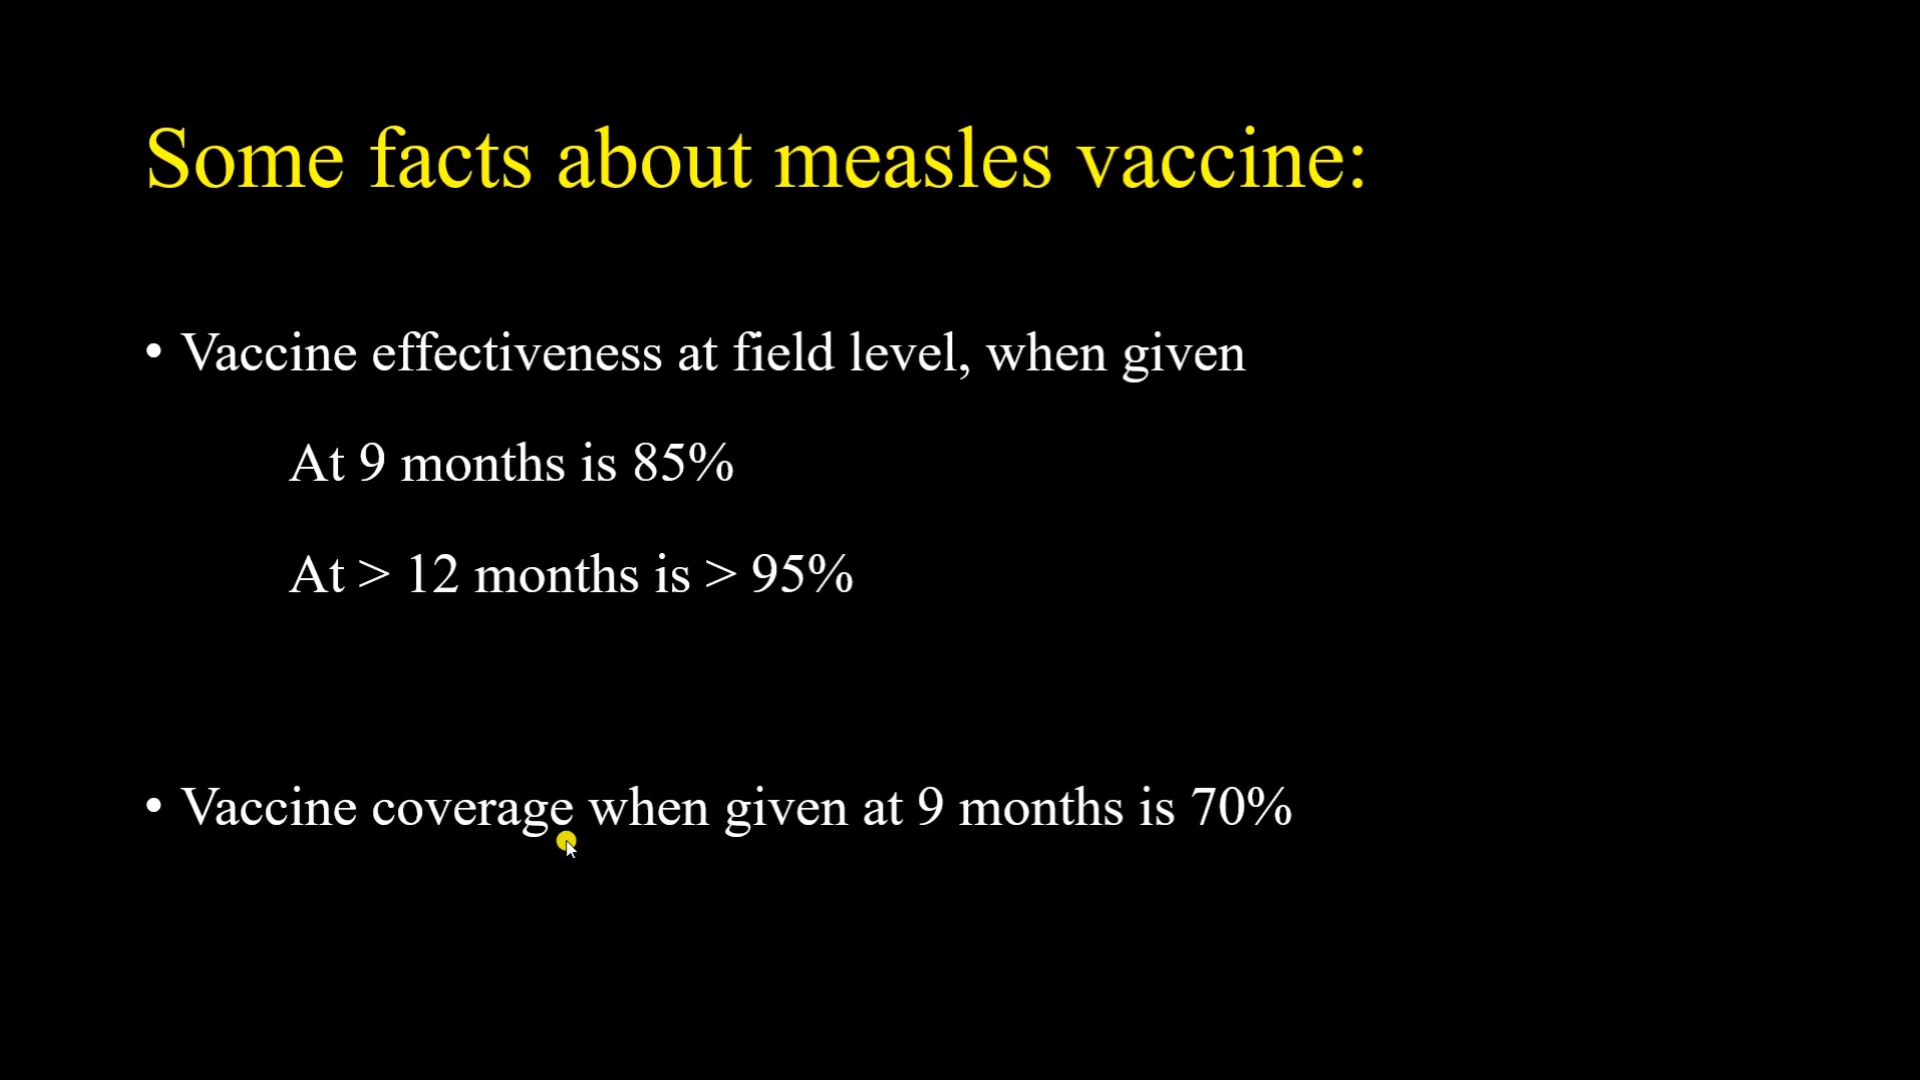 Some facts about measles vaccine:
• Vaccine effectiveness at field level, when given
At 9 months is 85%
At > 12 months is > 95%
• Vaccine coverage when given at 9 months is 70%